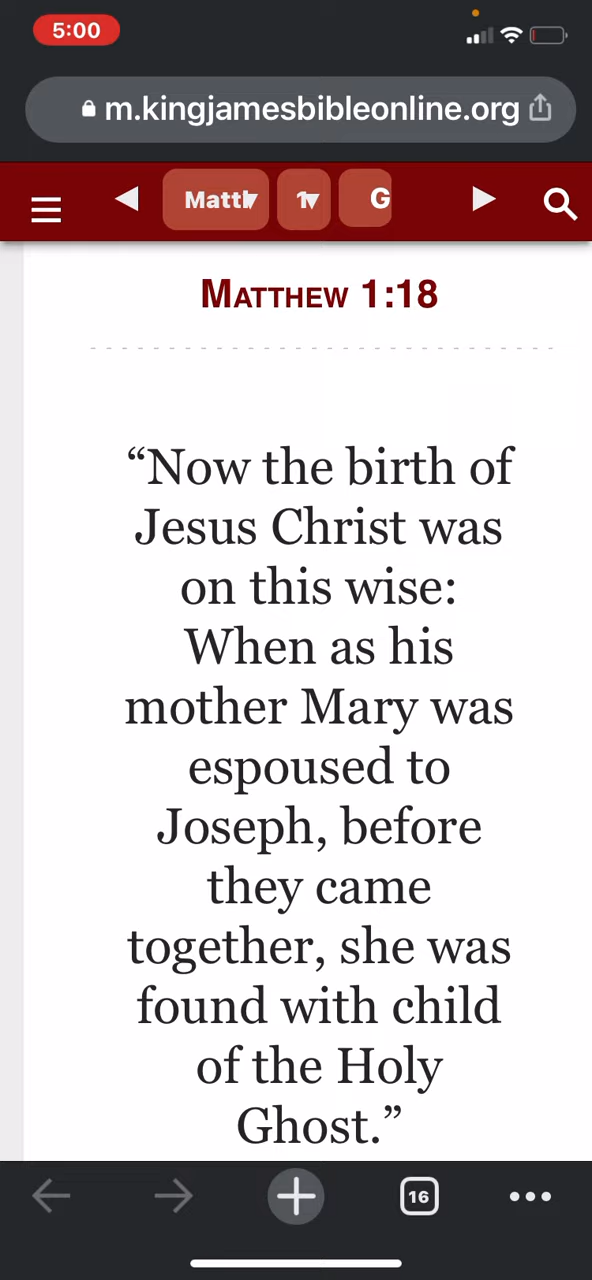 5:00
m.kingjamesbibleonline.org
1
G
MATTHEW 1:18
“Now the birth of
Jesus Christ was
on this wise:
When as his
mother Mary was
espoused to
Joseph, before
they came
together, she was
found with child
of the Holy
Ghost.”
16